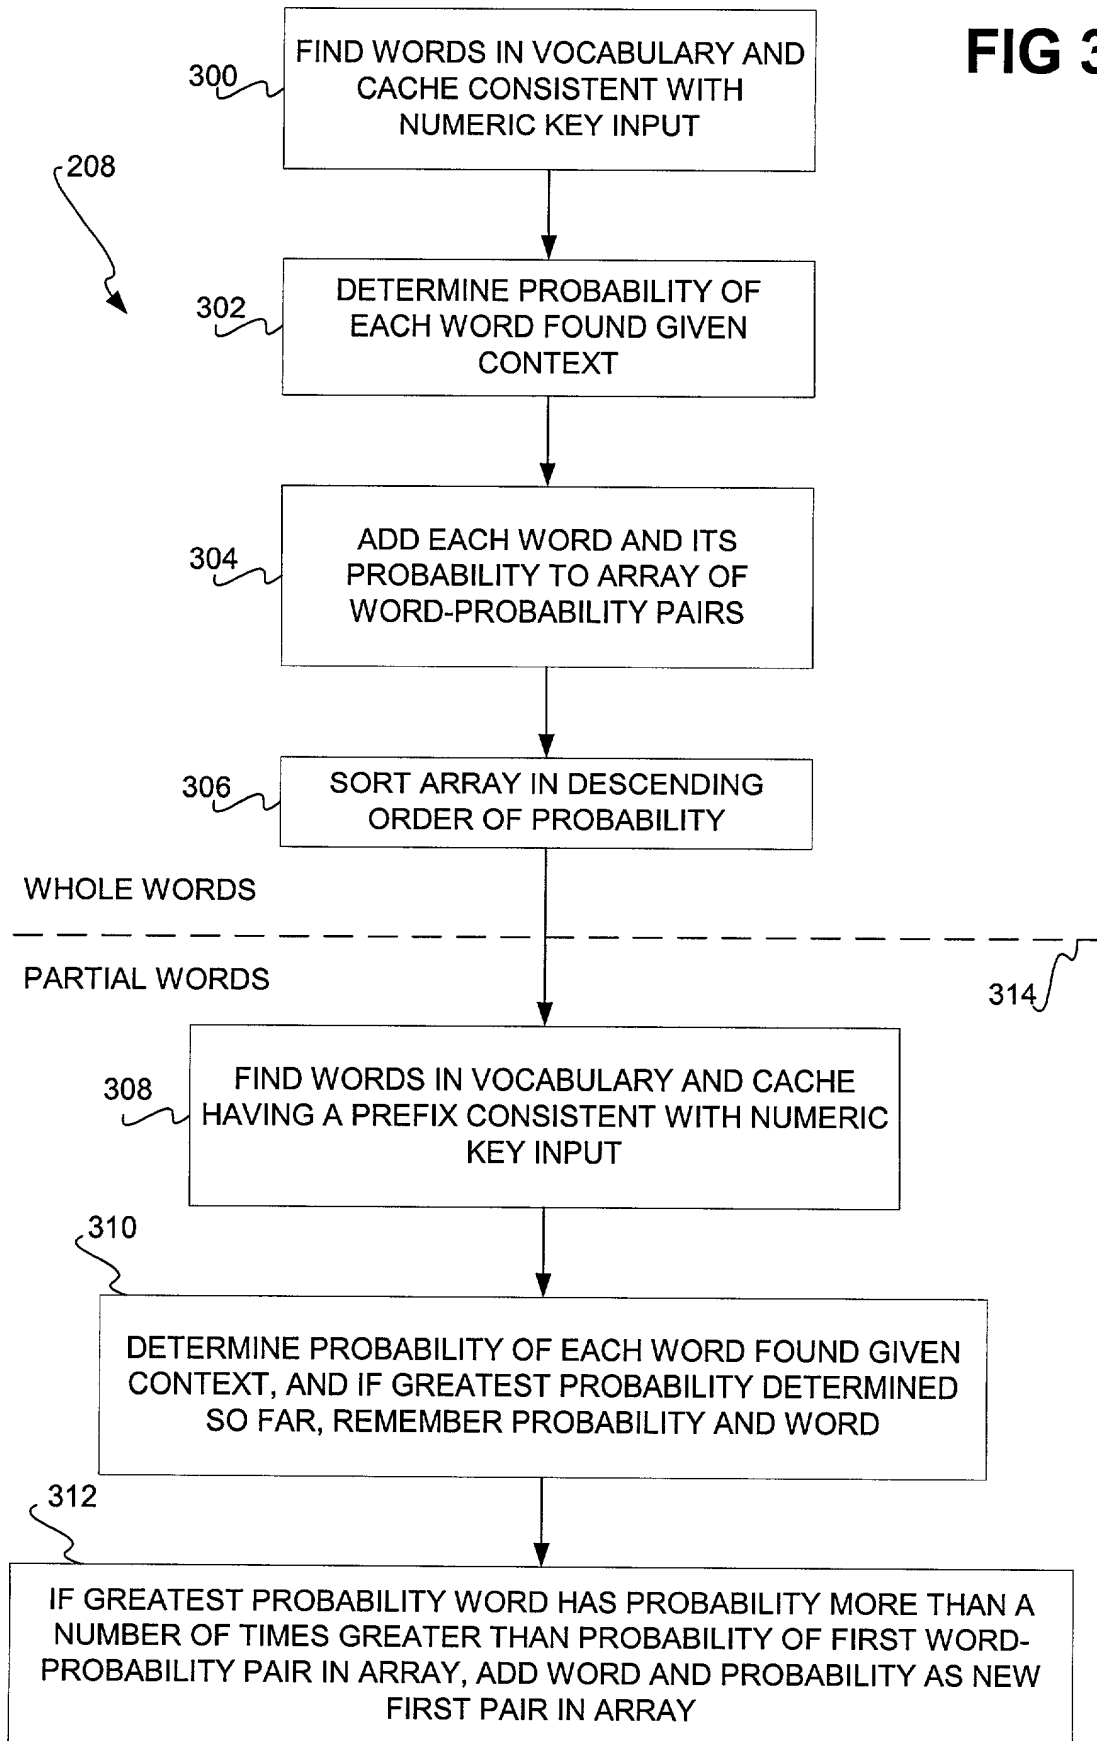 FIG 3
300
FIND WORDS IN VOCABULARY AND
CACHE CONSISTENT WITH
NUMERIC KEY INPUT
208
302
DETERMINE PROBABILITY OF
EACH WORD FOUND GIVEN
CONTEXT
304
ADD EACH WORD AND ITS
PROBABILITY TO ARRAY OF
WORD-PROBABILITY PAIRS
306
SORT ARRAY IN DESCENDING
ORDER OF PROBABILITY
WHOLE WORDS
PARTIAL WORDS
314
308
FIND WORDS IN VOCABULARY AND CACHE
HAVING A PREFIX CONSISTENT WITH NUMERIC
KEY INPUT
310
DETERMINE PROBABILITY OF EACH WORD FOUND GIVEN
CONTEXT, AND IF GREATEST PROBABILITY DETERMINED
SO FAR, REMEMBER PROBABILITY AND WORD
312
IF GREATEST PROBABILITY WORD HAS PROBABILITY MORE THAN A
NUMBER OF TIMES GREATER THAN PROBABILITY OF FIRST WORD-
PROBABILITY PAIR IN ARRAY, ADD WORD AND PROBABILITY AS NEW
FIRST PAIR IN ARRAY